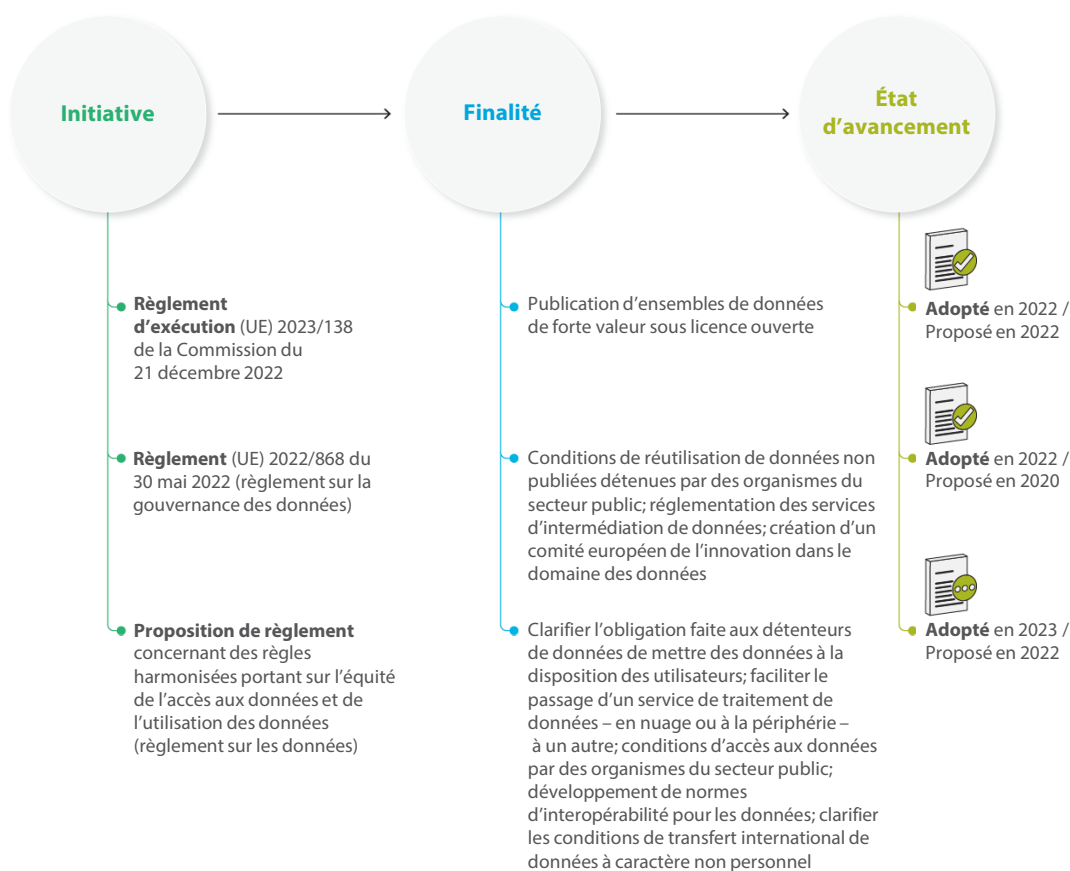 Initiative
Finalité
État
d’avancement
Règlement
d’exécution (UE) 2023/138
de la Commission du
21 décembre 2022
Publication d’ensembles de données
de forte valeur sous licence ouverte
Adopté en 2022 /
Proposé en 2022
Règlement (UE) 2022/868 du
30 mai 2022 (règlement sur la
gouvernance des données)
Conditions de réutilisation de données non
publiées détenues par des organismes du
secteur public; réglementation des services
d’intermédiation de données; création d’un
comité européen de l’innovation dans le
domaine des données
Adopté en 2022 /
Proposé en 2020
Proposition de règlement
concernant des règles
harmonisées portant sur l’équité
de l’accès aux données et de
l’utilisation des données
(règlement sur les données)
Clarifier l’obligation faite aux détenteurs
de données de mettre des données à la
disposition des utilisateurs; faciliter le
passage d’un service de traitement de
données – en nuage ou à la périphérie –
à un autre; conditions d’accès aux données
par des organismes du secteur public;
développement de normes
d’interopérabilité pour les données; clarifier
les conditions de transfert international de
données à caractère non personnel
Adopté en 2023 /
Proposé en 2022